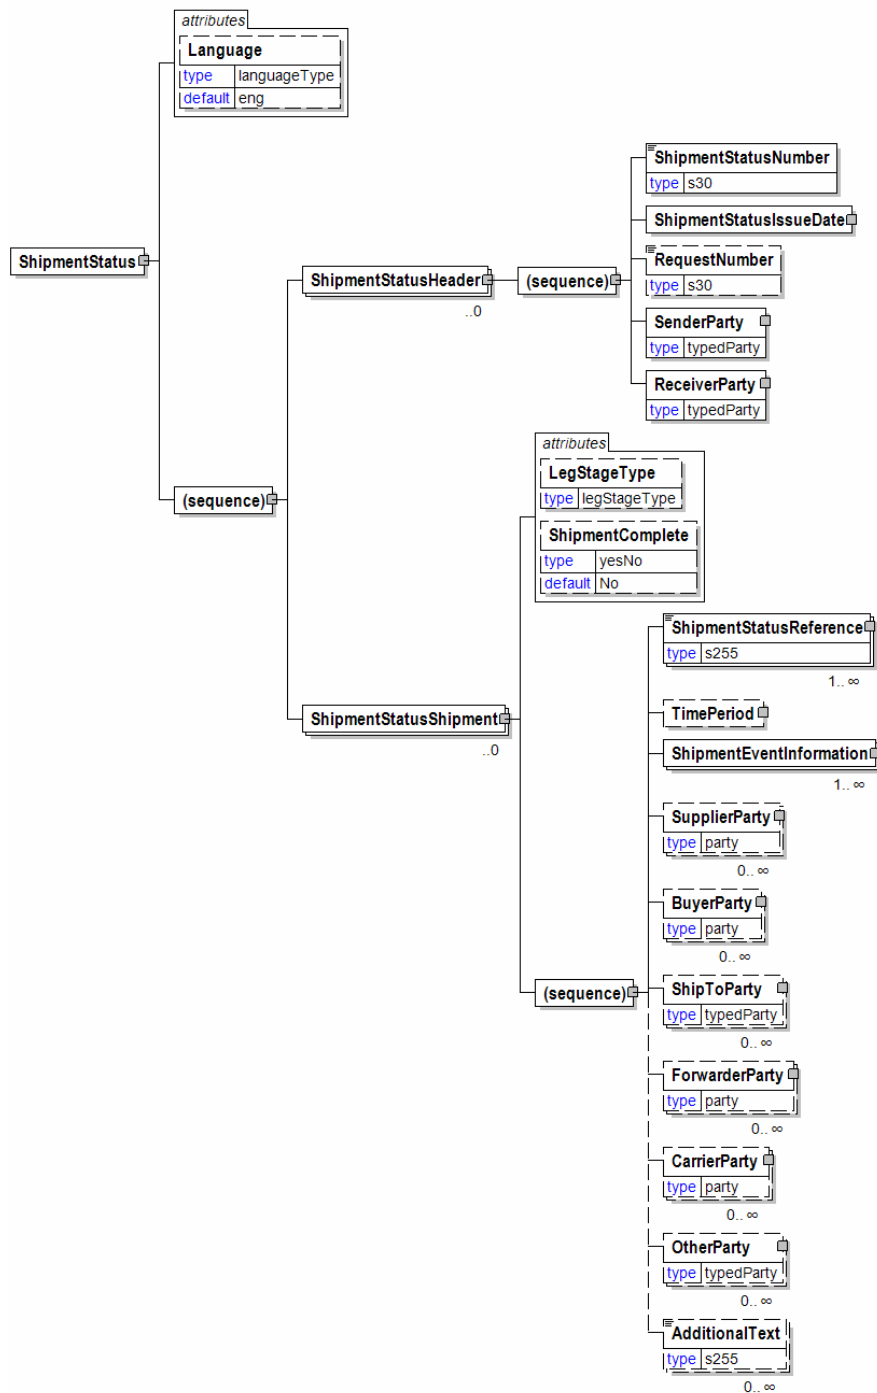 attributes
Language
type languageType
default eng
ShipmentStatusNumber
type s30
ShipmentStatusIssueDate
ShipmentStatus
RequestNumber
type s30
ShipmentStatusHeader
(sequence)
..0
SenderParty
type typedParty
ReceiverParty
type typedParty
attributes
LegStageType
type legStageType
(sequence)
ShipmentComplete
type yesNo
default No
ShipmentStatusReference
type s255
1.. ∞
ShipmentStatusShipment
..0
TimePeriod
ShipmentEventInformation
1.. ∞
SupplierParty
type party
0.. ∞
BuyerParty
type party
0.. ∞
(sequence)
ShipToParty
type typedParty
0.. ∞
ForwarderParty
type party
0.. ∞
CarrierParty
type party
0.. ∞
OtherParty
type typedParty
0.. ∞
AdditionalText
type s255
0.. ∞